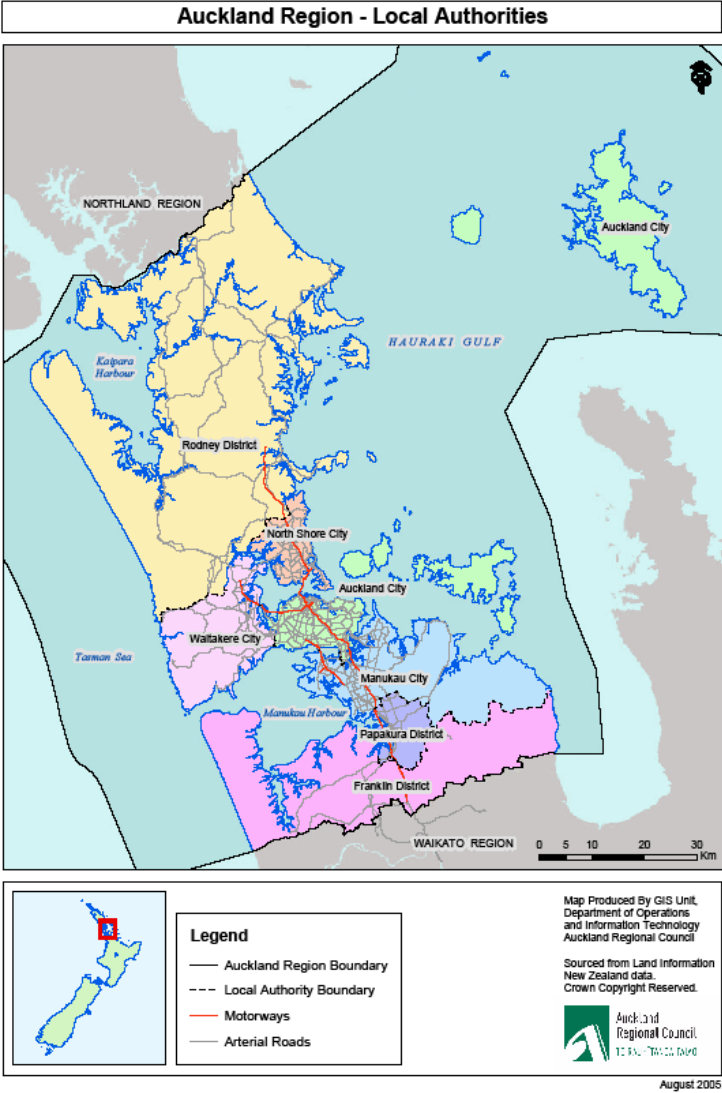 Auckland Region - Local Authorities
NORTHLAND REGION
Auckland City
HAURAKI GULF
Kaipara
Harbour
Rodney District
North Shore City
Auckland City
Waitakere City
Tasman Sea
Manukau City
Manukau Harbour
Papakura District
Franklin District
WAIKATO REGION
0 5 10 20 30
Km
Legend
Auckland Region Boundary
Local Authority Boundary
Motorways
Arterial Roads
Map Produced By GIS Unit,
Department of Operations
and Information Technology
Auckland Regional Council
Sourced from Land Information
New Zealand data.
Crown Copyright Reserved.
Auckland
Regional Council
August 2005